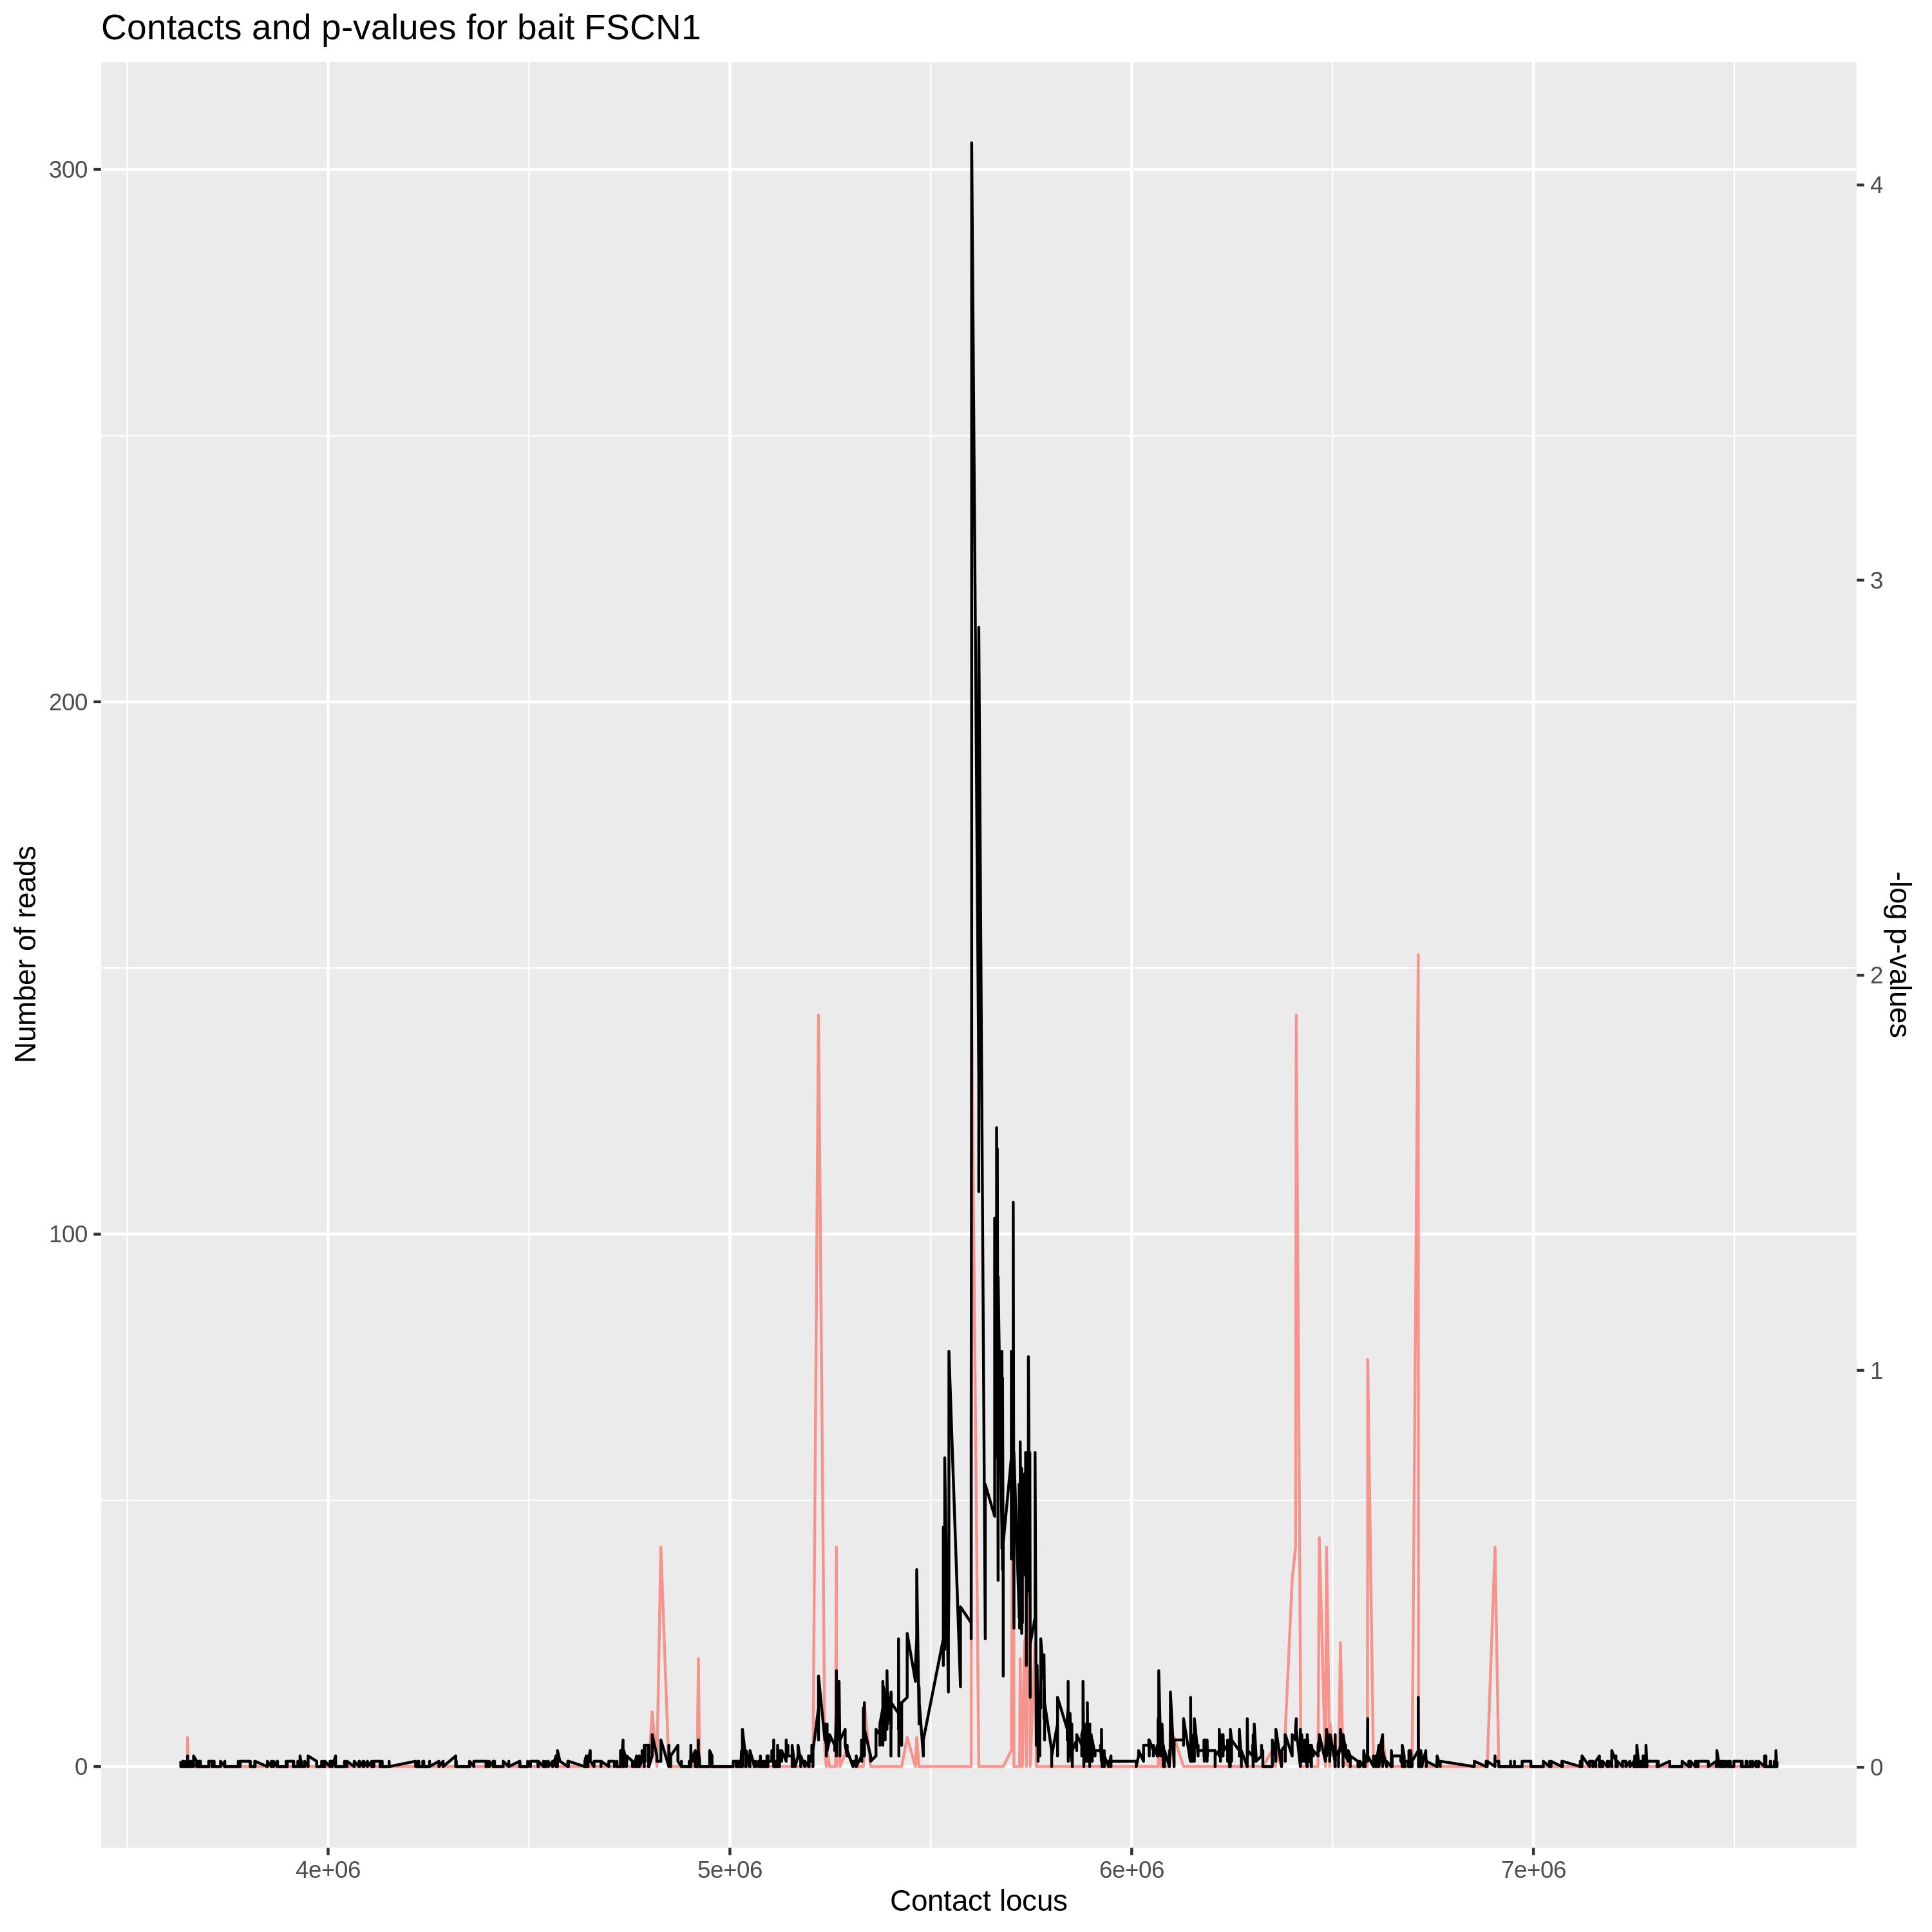 Contacts and p-values for bait FSCN1
300
200
100
0
Number of reads
4
3
2
1
0
-log p-values
4e+06
5e+06
6e+06
7e+06
Contact locus